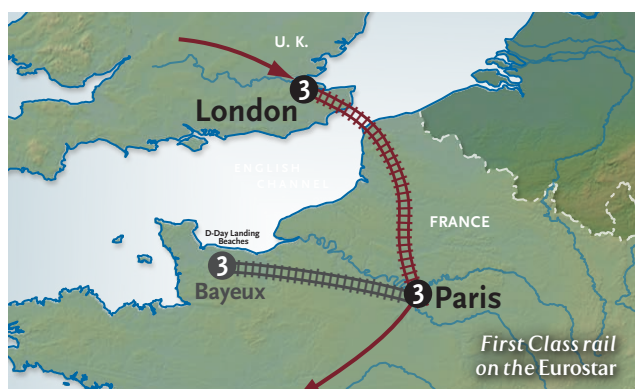 U. K.
3
London
ENGLISH
CHANNEL
D-Day Landing
Beaches
FRANCE
3
Bayeux
3
Paris
First Class rail
on the Eurostar